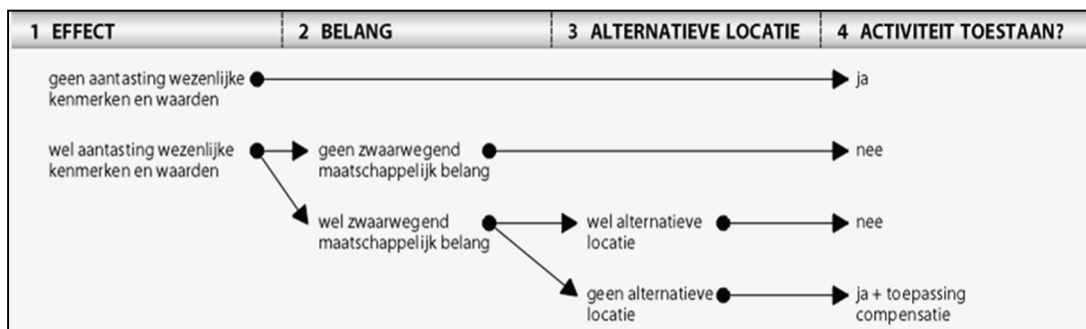 1 EFFECT
2 BELANG
3 ALTERNATIEVE LOCATIE
4 ACTIVITEIT TOESTAAN?
geen aantasting wezenlijke
kenmerken en waarden
ja
wel aantasting wezenlijke
kenmerken en waarden
geen zwaarwegend
maatschappelijk belang
nee
wel zwaarwegend
maatschappelijk belang
wel alternatieve
locatie
nee
geen alternatieve
locatie
ja + toepassing
compensatie